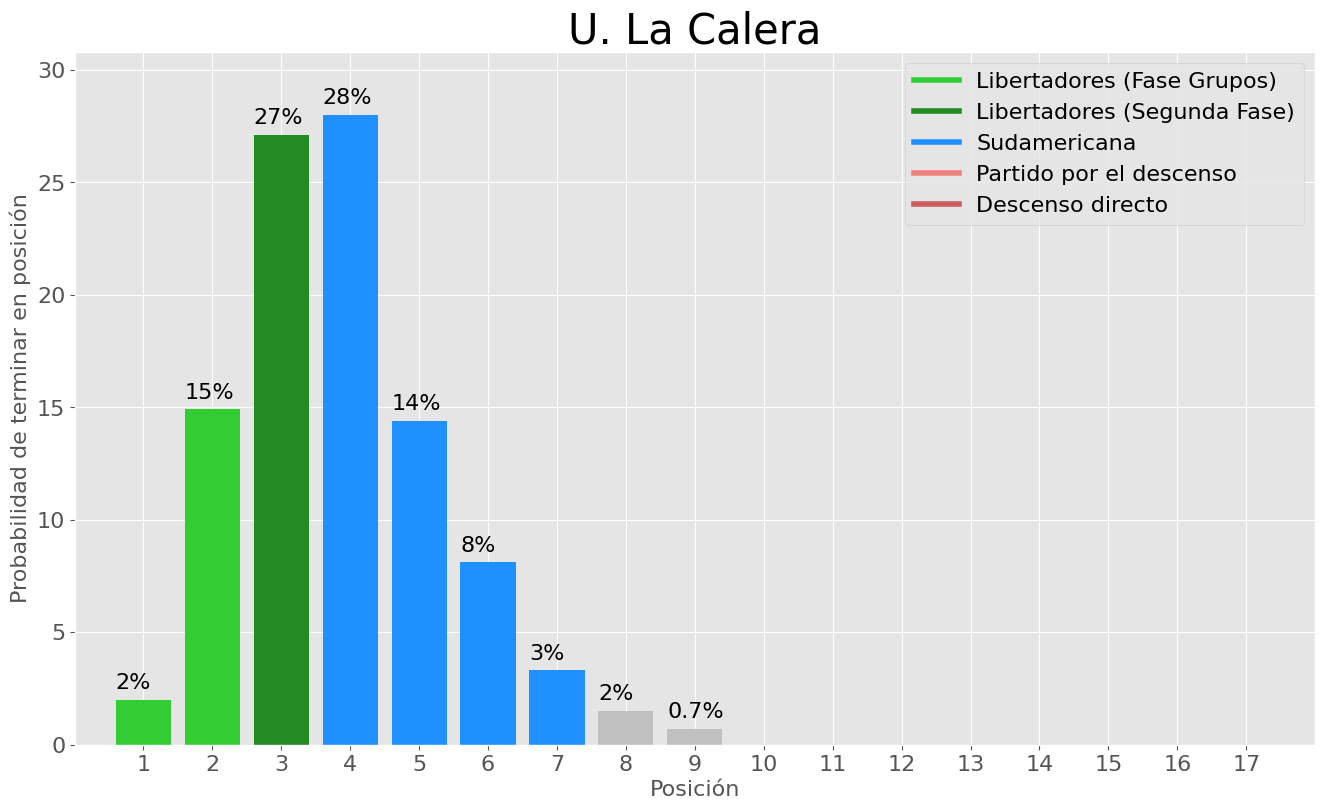 U. La Calera
Libertadores (Fase Grupos)
Libertadores (Segunda Fase)
Sudamericana
Partido por el descenso
Descenso directo
Probabilidad de terminar en posición
30
25
20
15
10
5
0
2%
15%
27%
28%
14%
8%
3%
2%
0.7%
1 2 3 4 5 6 7 8 9 10 11 12 13 14 15 16 17
Posición